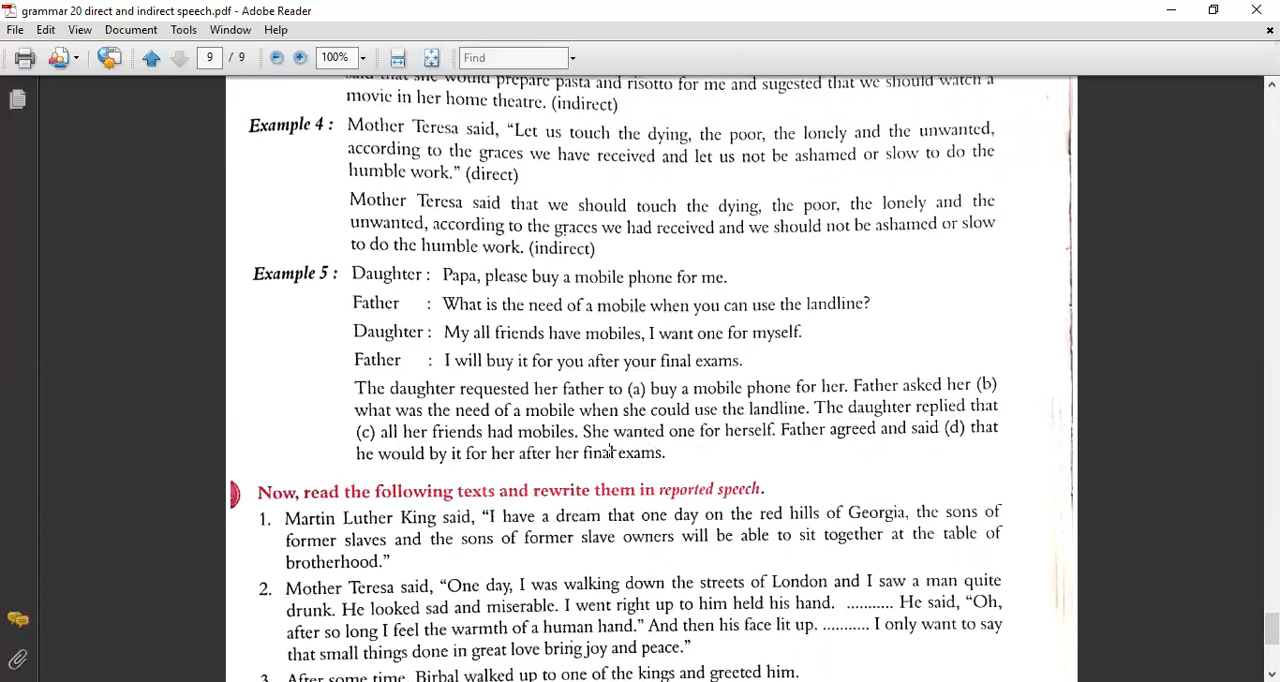 grammar 20 direct and indirect speech.pdf - Adobe Reader
File Edit View Document Tools Window Help
9 / 9 100% Find
said that she would prepare pasta and risotto for me and sugested that we should watch a
movie in her home theatre. (indirect)
Example 4 : Mother Teresa said, “Let us touch the dying, the poor, the lonely and the unwanted,
according to the graces we have received and let us not be ashamed or slow to do the
humble work.” (direct)
Mother Teresa said that we should touch the dying, the poor, the lonely and the
unwanted, according to the graces we had received and we should not be ashamed or slow
to do the humble work. (indirect)
Example 5 : Daughter : Papa, please buy a mobile phone for me.
Father : What is the need of a mobile when you can use the landline?
Daughter : My all friends have mobiles, I want one for myself.
Father : I will buy it for you after your final exams.
The daughter requested her father to (a) buy a mobile phone for her. Father asked her (b)
what was the need of a mobile when she could use the landline. The daughter replied that
(c) all her friends had mobiles. She wanted one for herself. Father agreed and said (d) that
he would by it for her after her final exams.
Now, read the following texts and rewrite them in reported speech.
1. Martin Luther King said, “I have a dream that one day on the red hills of Georgia, the sons of
former slaves and the sons of former slave owners will be able to sit together at the table of
brotherhood.”
2. Mother Teresa said, “One day, I was walking down the streets of London and I saw a man quite
drunk. He looked sad and miserable. I went right up to him held his hand. ........... He said, “Oh,
after so long I feel the warmth of a human hand.” And then his face lit up. ........... I only want to say
that small things done in great love bring joy and peace.”
3. After some time, Birbal walked up to one of the kings and greeted him.